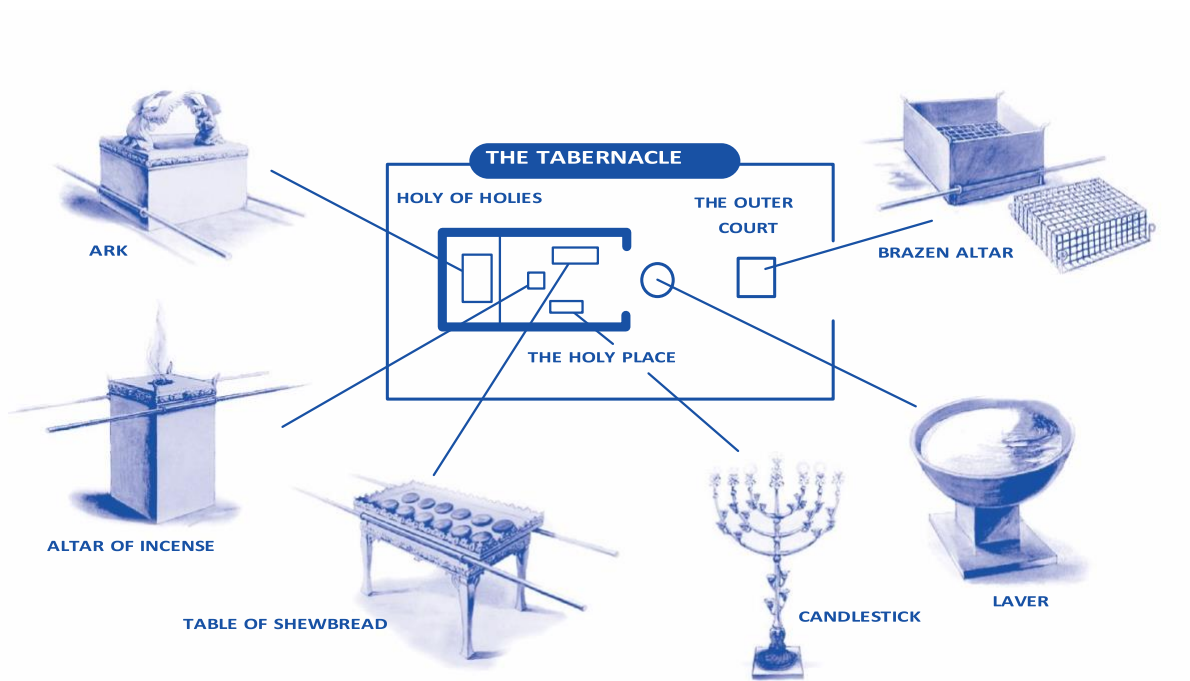 THE TABERNACLE
HOLY OF HOLIES
THE OUTER
COURT
ARK
BRAZEN ALTAR
THE HOLY PLACE
ALTAR OF INCENSE
LAVER
CANDLESTICK
TABLE OF SHEWBREAD